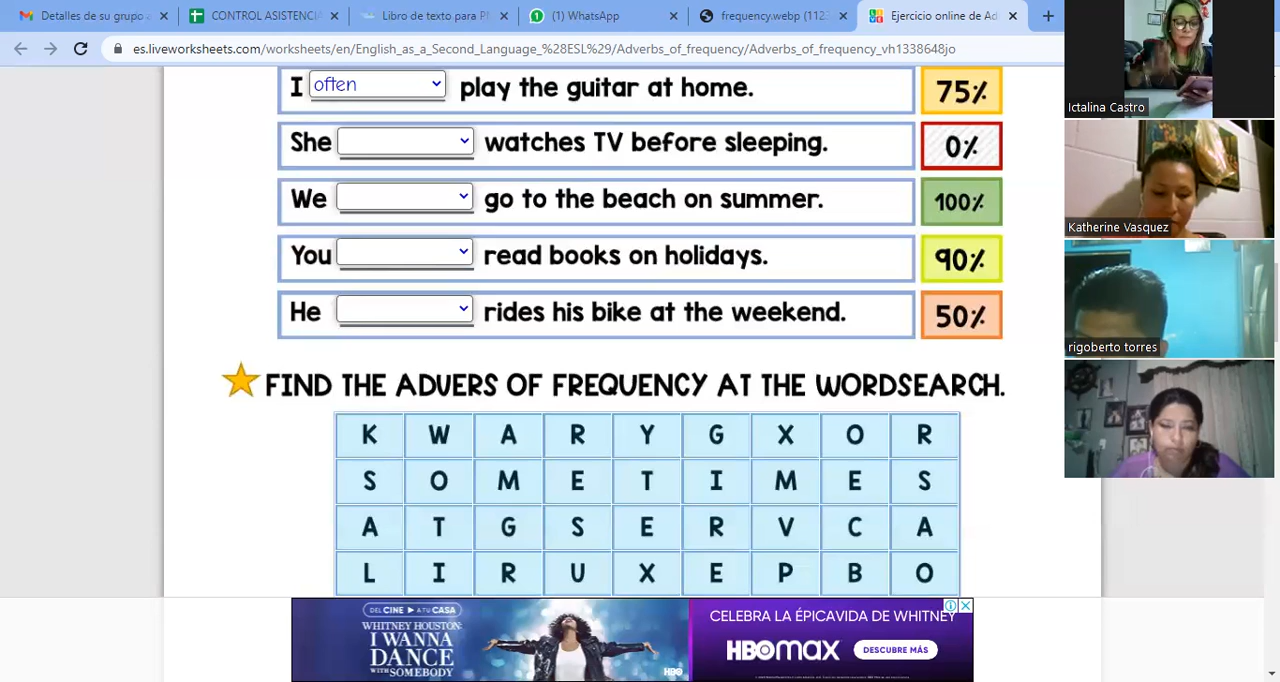 Detalles de su grupo
CONTROL ASISTENCIA
Libro de texto para
(1) WhatsApp
frequency.webp (112
Ejercicio online de Ad
es.liveworksheets.com/worksheets/en/English_as_a_Second_Language_%28ESL%29/Adverbs_of_frequency/Adverbs_of_frequency_vh1338648jo
I often play the guitar at home. 75%
She watches TV before sleeping. 0%
We go to the beach on summer. 100%
You read books on holidays. 90%
He rides his bike at the weekend. 50%
FIND THE ADVERS OF FREQUENCY AT THE WORDSEARCH.
K W A R Y G X O R
S O M E T I M E S
A T G S E R V C A
L I R U X E P B O
DEL CINE ▶ A TU CASA
WHITNEY HOUSTON:
I WANNA
DANCE
WITH SOMEBODY
HBO
CELEBRA LA ÉPICAVIDA DE WHITNEY
HBOMAX
DESCUBRE MÁS
Ictalina Castro
Katherine Vasquez
rigoberto torres